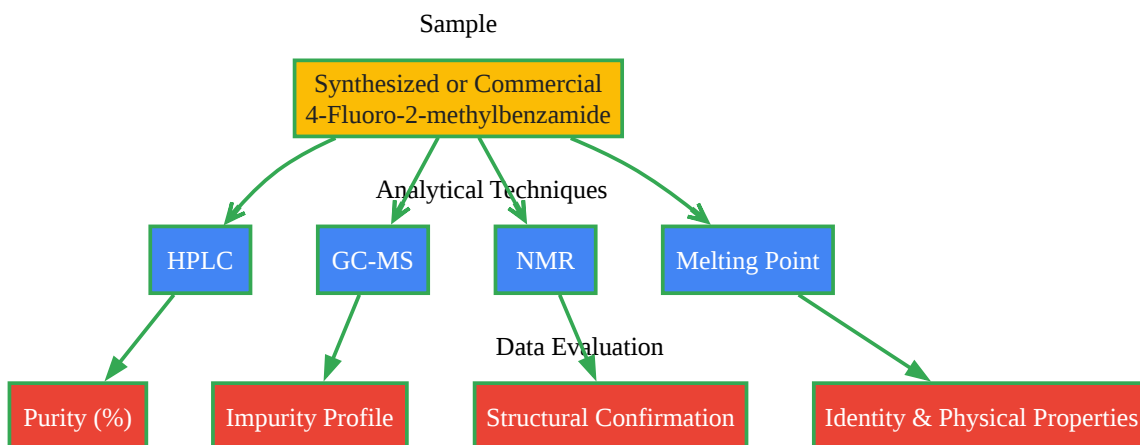 Sample
Synthesized or Commercial
4-Fluoro-2-methylbenzamide
Analytical Techniques
HPLC
GC-MS
NMR
Melting Point
Data Evaluation
Purity (%)
Impurity Profile
Structural Confirmation
Identity & Physical Properties